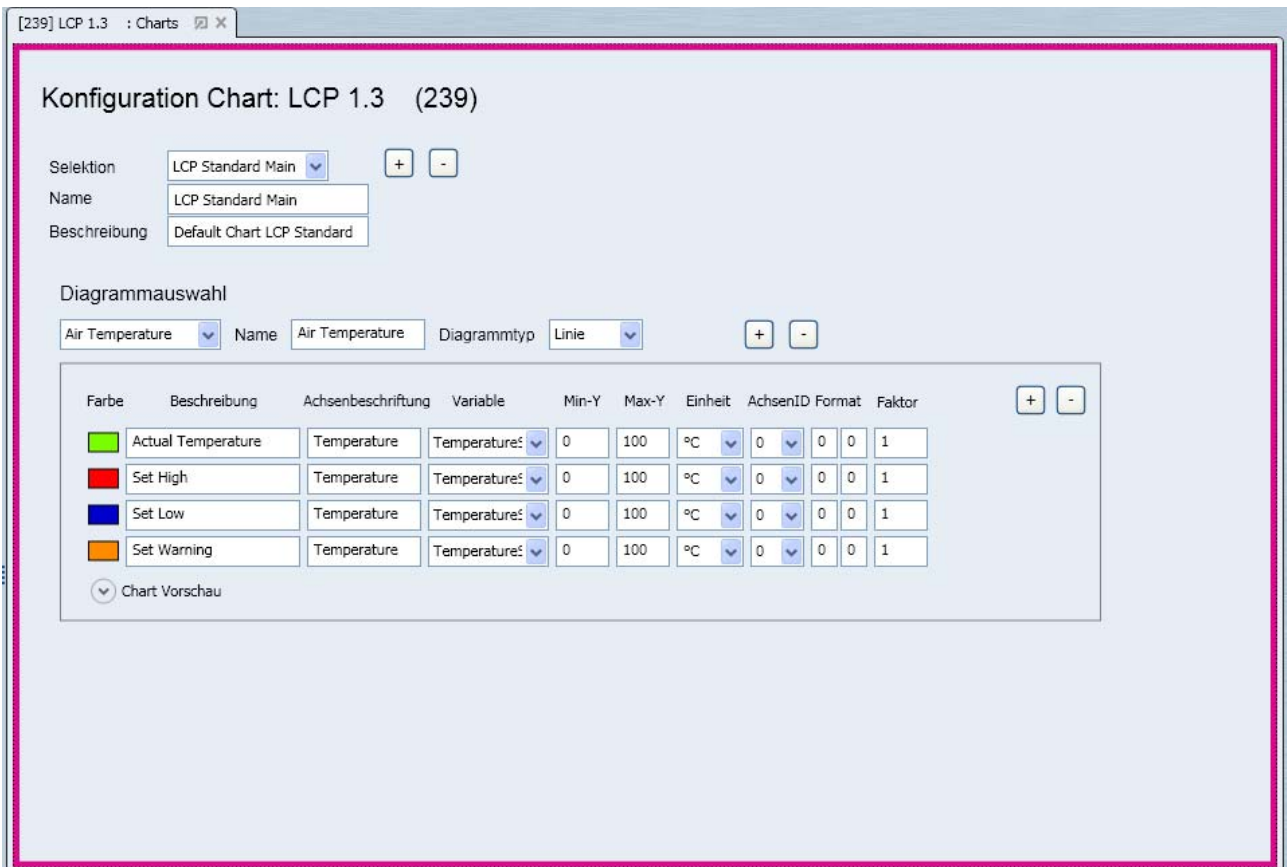 [239] LCP 1.3 : Charts
Konfiguration Chart: LCP 1.3 (239)
Selektion LCP Standard Main + -
Name LCP Standard Main
Beschreibung Default Chart LCP Standard
Diagrammauswahl
Air Temperature Name Air Temperature Diagrammtyp Linie + -
Farbe Beschreibung Achsenbeschriftung Variable Min-Y Max-Y Einheit AchsenID Format Faktor + -
Actual Temperature Temperature TemperatureS 0 100 °C 0 0 0 1
Set High Temperature TemperatureS 0 100 °C 0 0 0 1
Set Low Temperature TemperatureS 0 100 °C 0 0 0 1
Set Warning Temperature TemperatureS 0 100 °C 0 0 0 1
Chart Vorschau